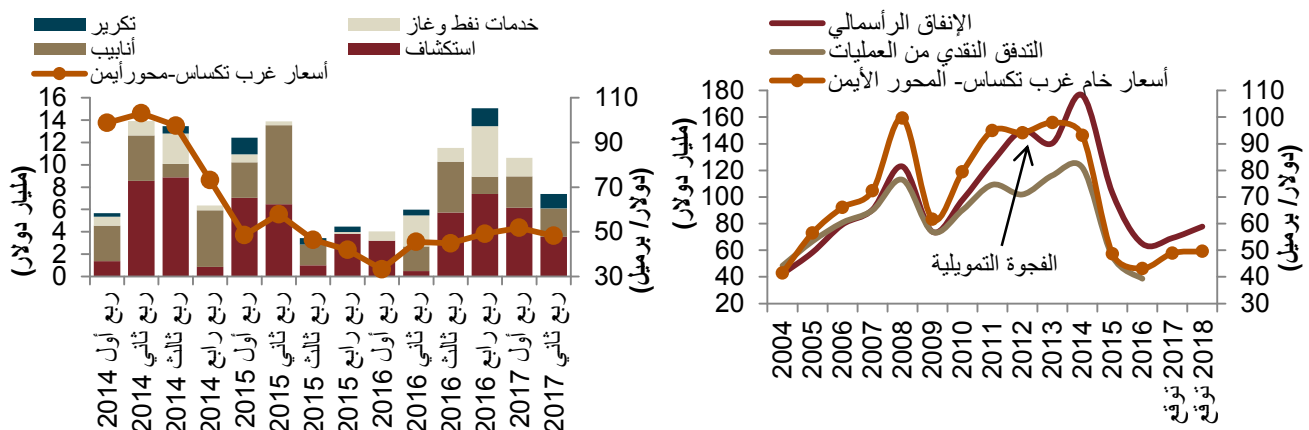 تكرير
خدمات نفط وغاز
أنابيب
استكشاف
أسعار غرب تكساس-محورأيمن
(مليار دولار)
16
14
12
10
8
6
4
2
0
110
90
70
50
30
(دولار/ برميل)
ربع أول 2014
ربع ثاني 2014
ربع ثالث 2014
ربع رابع 2014
ربع أول 2015
ربع ثاني 2015
ربع ثالث 2015
ربع رابع 2015
ربع أول 2016
ربع ثاني 2016
ربع ثالث 2016
ربع رابع 2016
ربع أول 2017
ربع ثاني 2017
الإنفاق الرأسمالي
التدفق النقدي من العمليات
أسعار خام غرب تكساس- المحور الأيمن
(مليار دولار)
180
160
140
120
100
80
60
40
20
110
100
90
80
70
60
50
40
30
(دولار/ برميل)
الفجوة التمويلية
2004
2005
2006
2007
2008
2009
2010
2011
2012
2013
2014
2015
2016
2017 توقع
2018 توقع